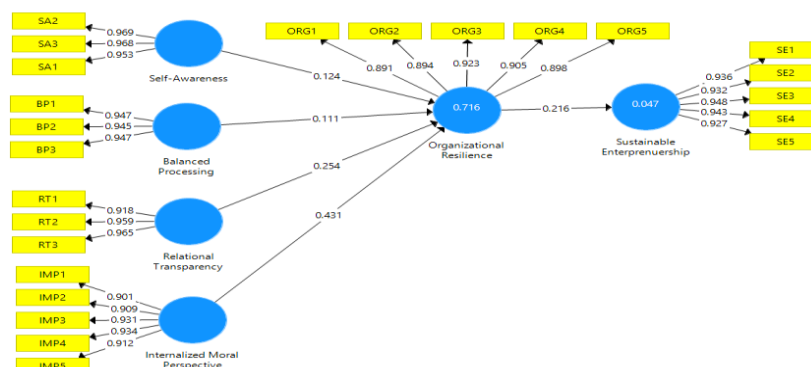 SA2
SA3
SA1
0.969
0.968
0.953
Self-Awareness
BP1
BP2
BP3
0.947
0.945
0.947
Balanced
Processing
RT1
RT2
RT3
0.918
0.959
0.965
Relational
Transparency
IMP1
IMP2
IMP3
IMP4
IMP5
0.901
0.909
0.931
0.934
0.912
Internalized Moral
Perspective
0.124
0.111
0.254
0.431
ORG1
ORG2
ORG3
ORG4
ORG5
0.891
0.894
0.923
0.905
0.898
0.716
Organizational
Resilience
0.216
0.047
Sustainable
Enterprenuership
0.936
0.932
0.948
0.943
0.927
SE1
SE2
SE3
SE4
SE5